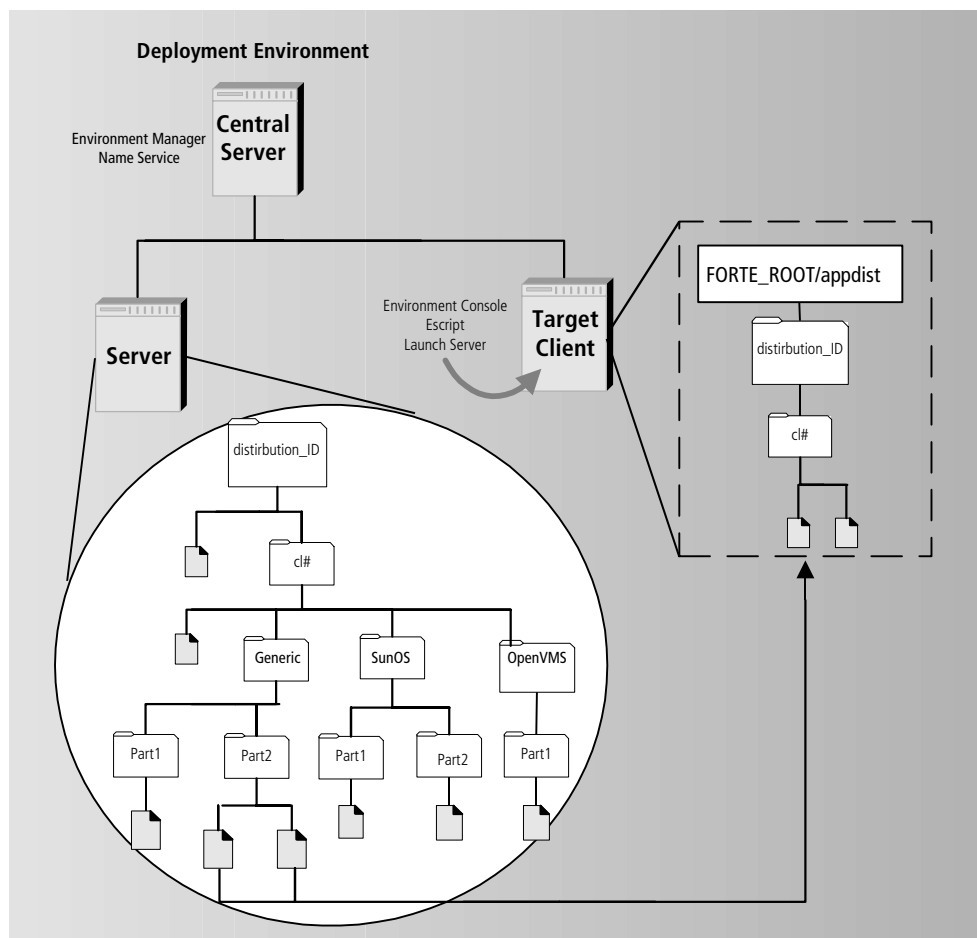 Deployment Environment
Central
Server
Environment Manager
Name Service
Server
Environment Console
Escript
Launch Server
Target
Client
FORTE_ROOT/appdist
distirbution_ID
cl#
distirbution_ID
cl#
Generic
SunOS
OpenVMS
Part1
Part2
Part1
Part2
Part1